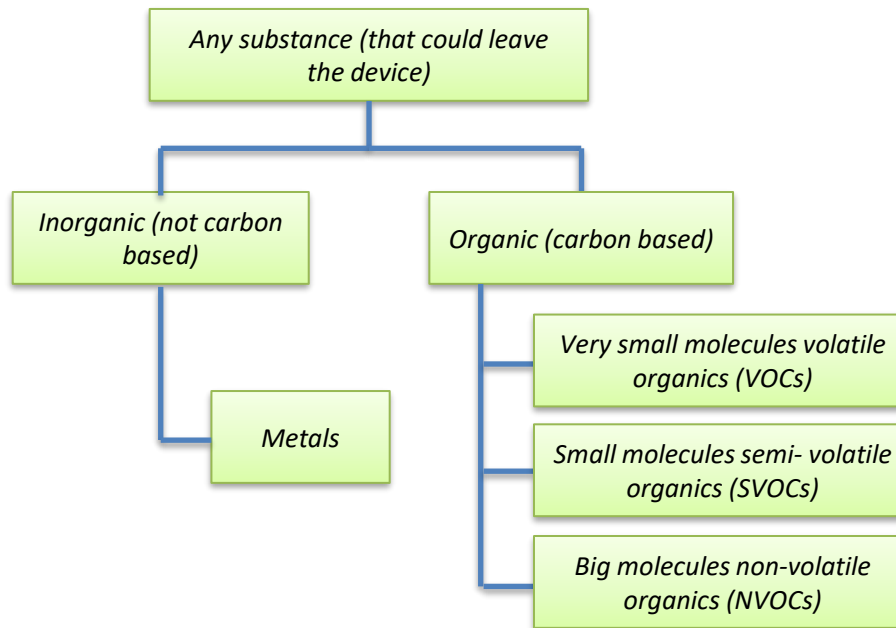 Any substance (that could leave
the device)
Inorganic (not carbon
based)
Organic (carbon based)
Very small molecules volatile
organics (VOCs)
Metals
Small molecules semi- volatile
organics (SVOCs)
Big molecules non-volatile
organics (NVOCs)